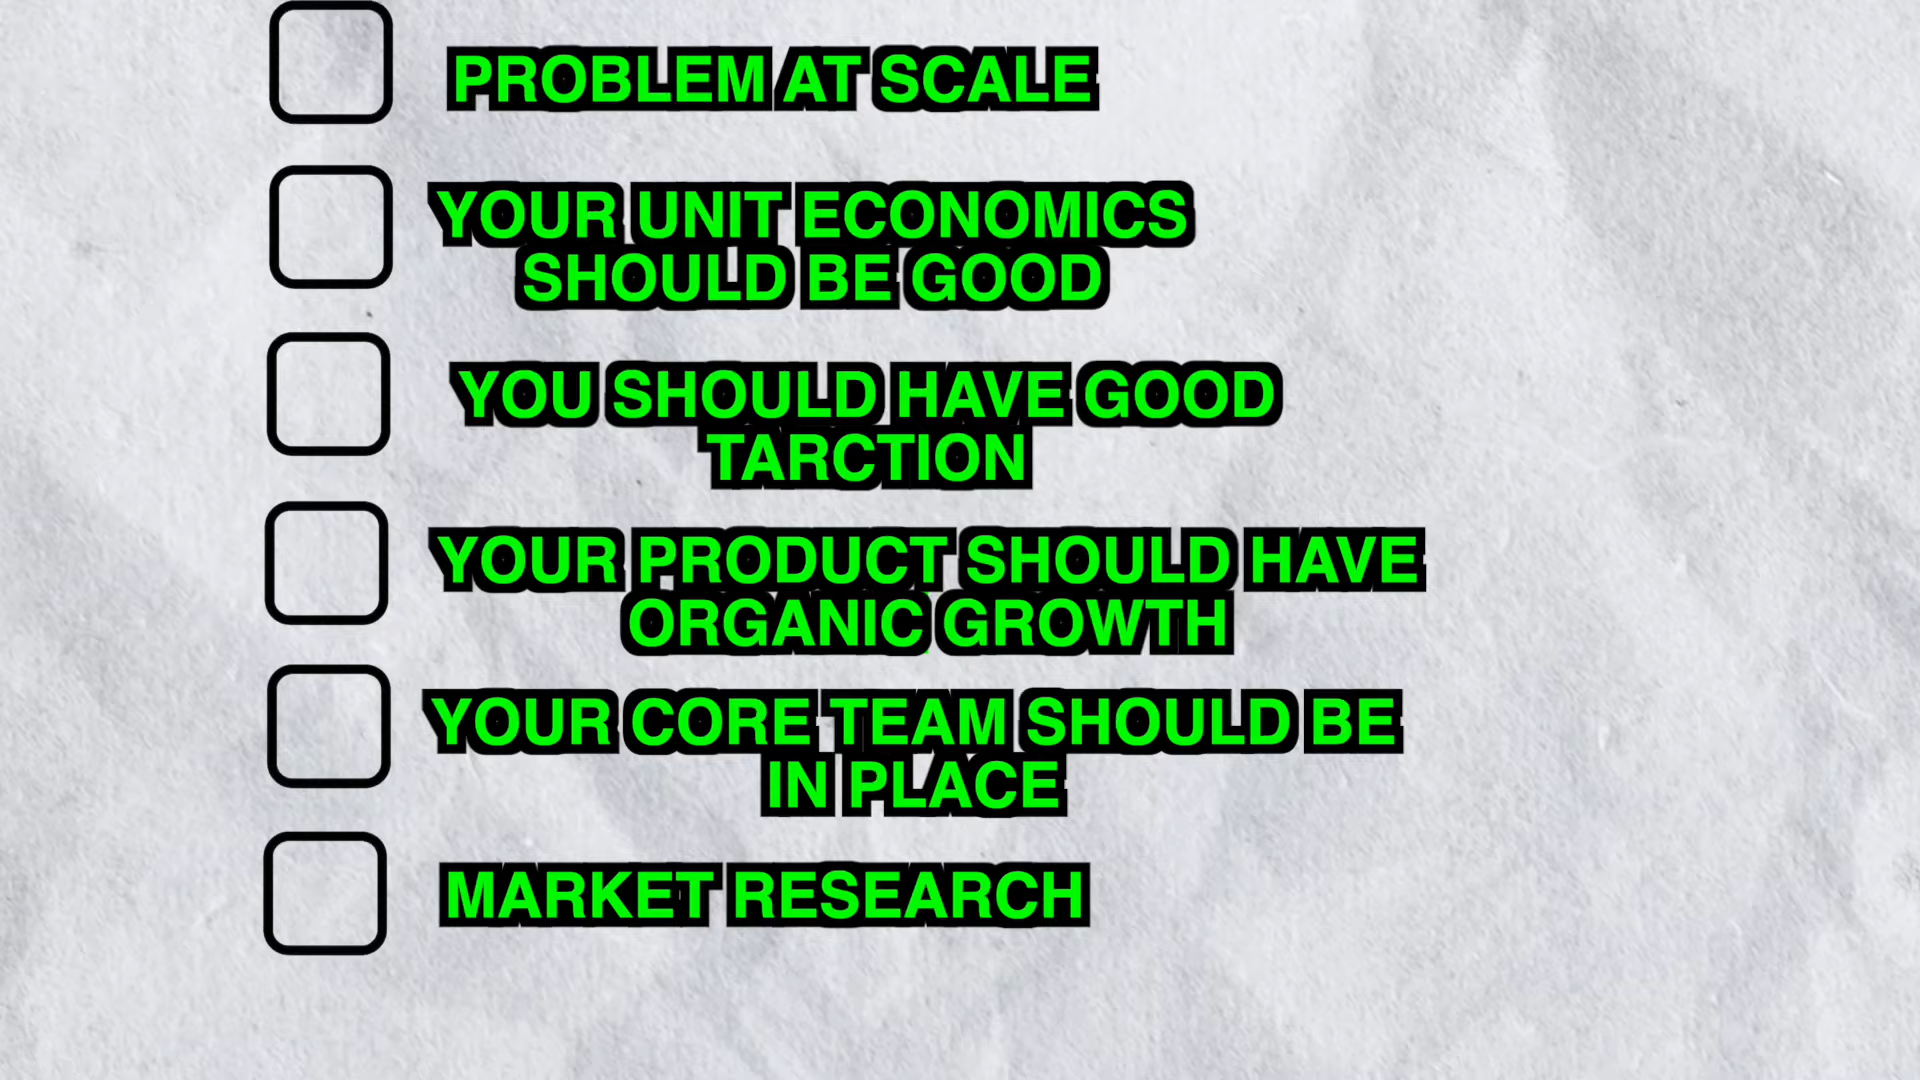 PROBLEM AT SCALE
YOUR UNIT ECONOMICS
SHOULD BE GOOD
YOU SHOULD HAVE GOOD
TARCTION
YOUR PRODUCT SHOULD HAVE
ORGANIC GROWTH
YOUR CORE TEAM SHOULD BE
IN PLACE
MARKET RESEARCH